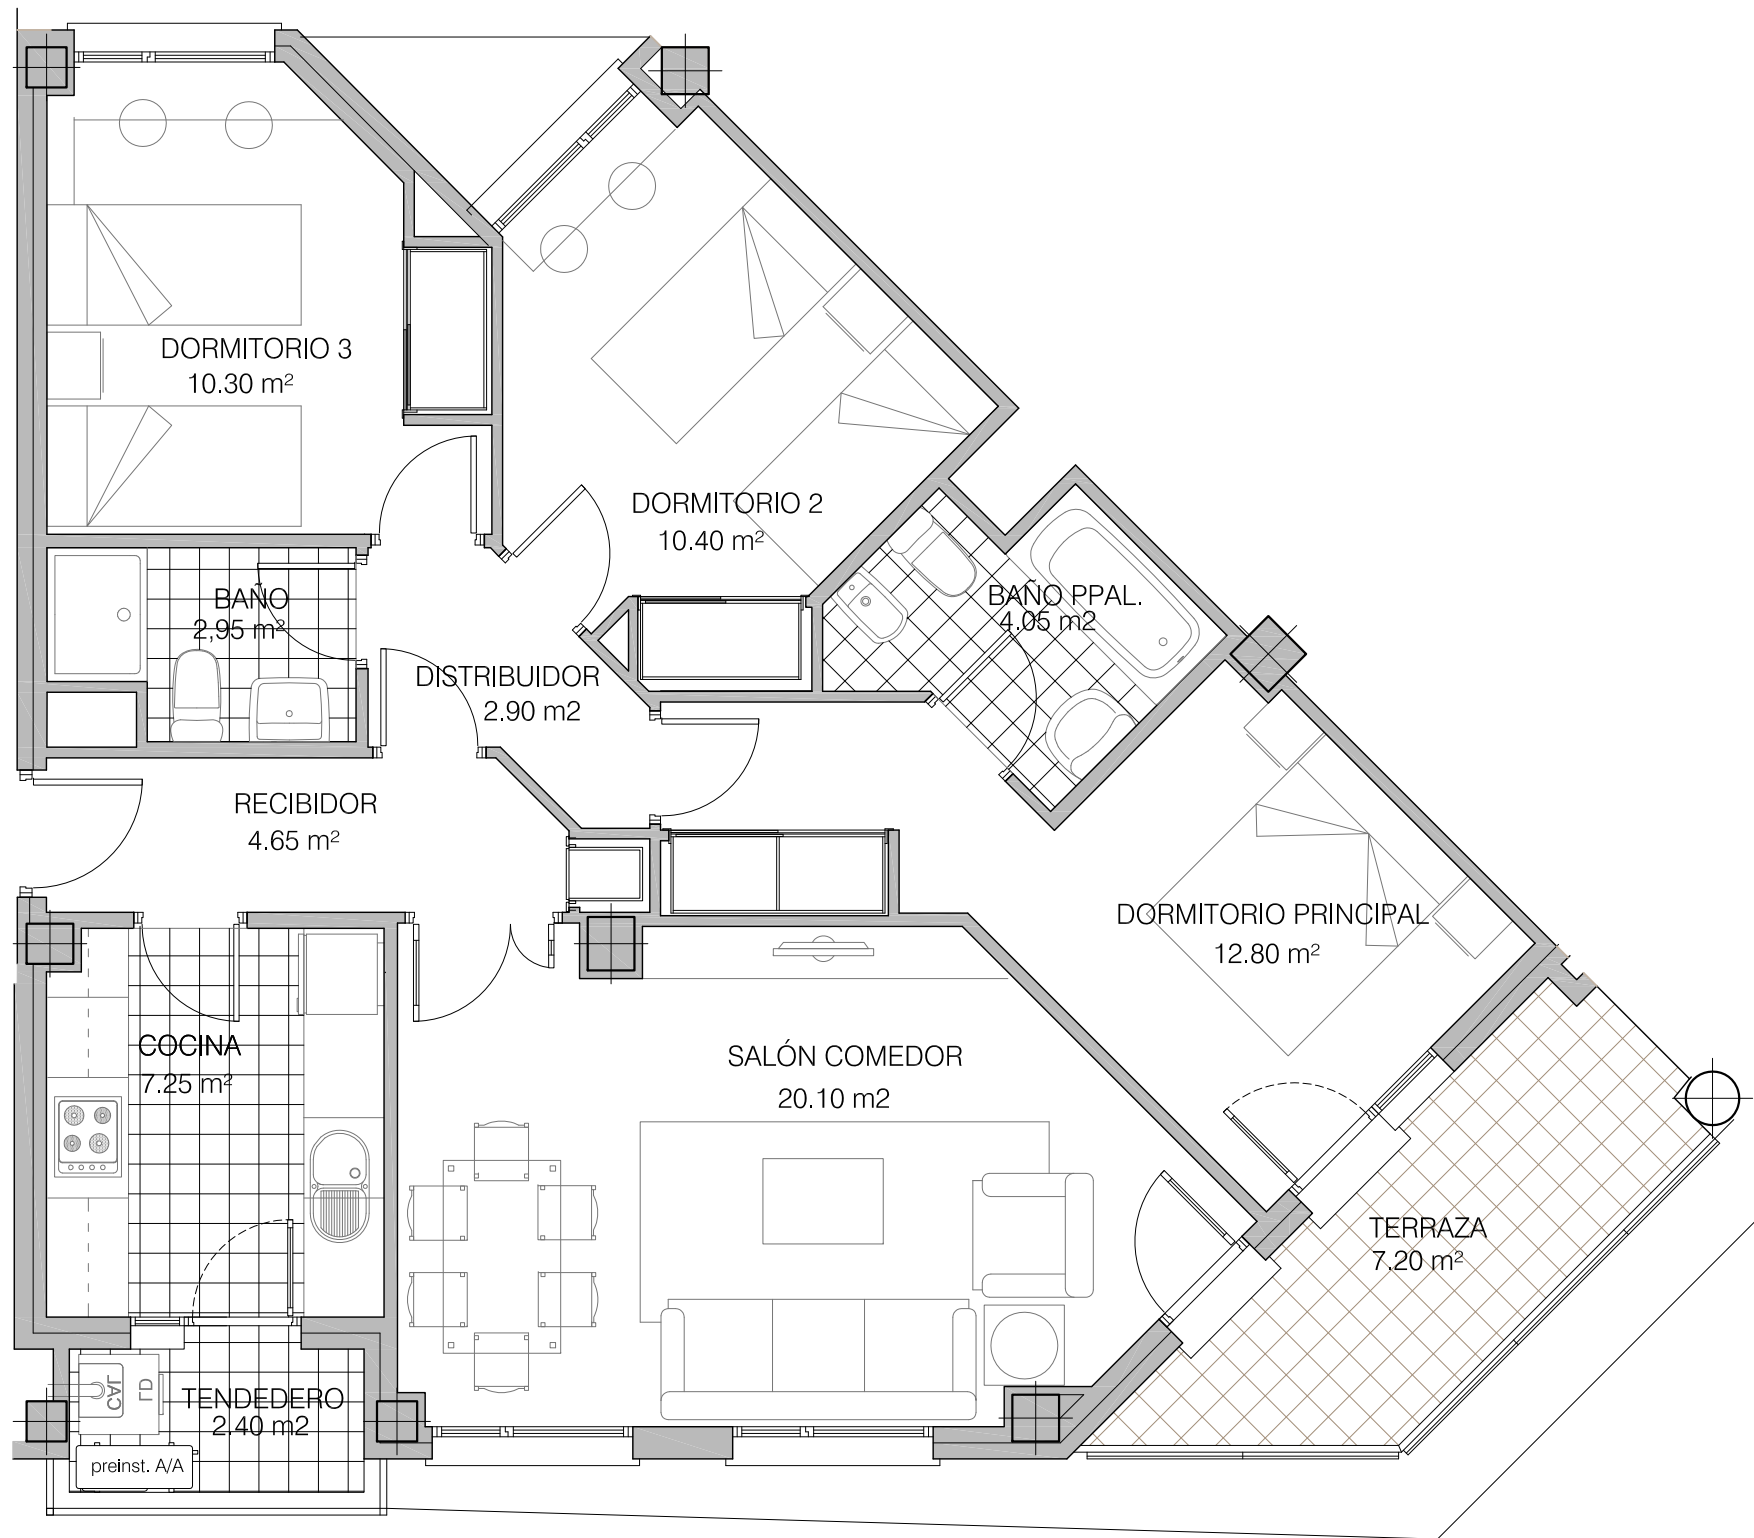 DORMITORIO 3
10.30 m²
DORMITORIO 2
10.40 m²
BAÑO
2,95 m²
BAÑO PPAL.
4.05 m2
DISTRIBUIDOR
2.90 m2
RECIBIDOR
4.65 m²
DORMITORIO PRINCIPAL
12.80 m²
COCINA
7.25 m²
SALÓN COMEDOR
20.10 m2
TERRAZA
7.20 m²
CAL
LD
TENDEDERO
2.40 m2
preinst. A/A